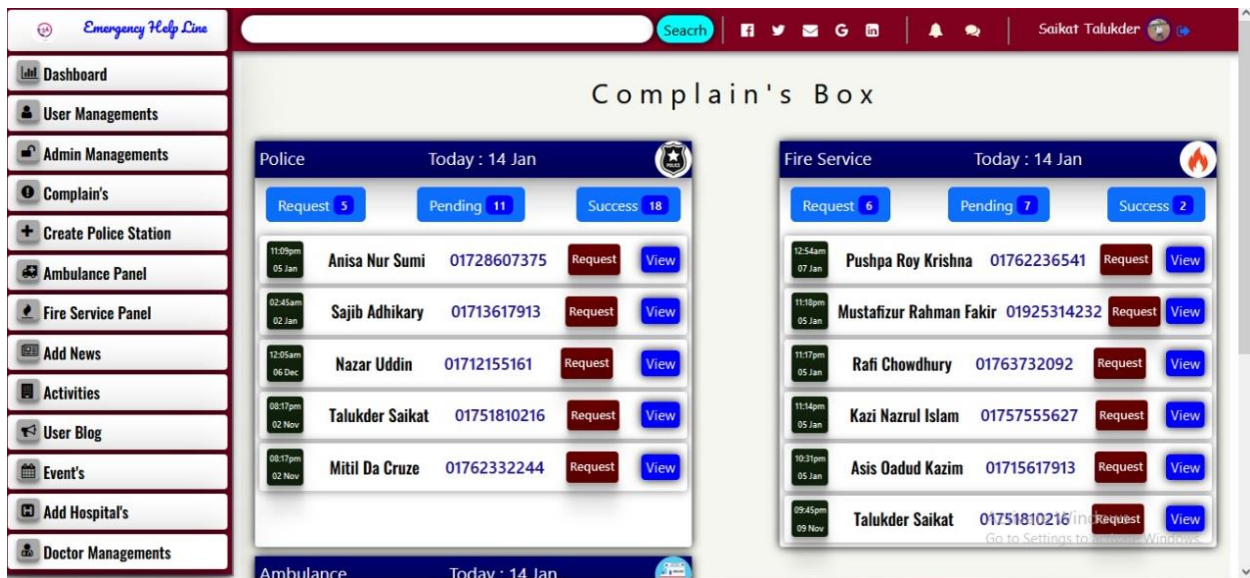 Emergency Help Line
Seacrh
Saikat Talukder
Dashboard
User Managements
Admin Managements
Complain's
Create Police Station
Ambulance Panel
Fire Service Panel
Add News
Activities
User Blog
Event's
Add Hospital's
Doctor Managements
Complain's Box
Police Today : 14 Jan
Request 5 Pending 11 Success 18
11:09pm
05 Jan
Anisa Nur Sumi 01728607375 Request View
02:45am
02 Jan
Sajib Adhikary 01713617913 Request View
12:05am
06 Dec
Nazar Uddin 01712155161 Request View
08:17pm
02 Nov
Talukder Saikat 01751810216 Request View
08:17pm
02 Nov
Mitil Da Cruze 01762332244 Request View
Fire Service Today : 14 Jan
Request 6 Pending 7 Success 2
12:54am
07 Jan
Pushpa Roy Krishna 01762236541 Request View
11:18pm
05 Jan
Mustafizur Rahman Fakir 01925314232 Request View
11:17pm
05 Jan
Rafi Chowdhury 01763732092 Request View
11:14pm
05 Jan
Kazi Nazrul Islam 01757555627 Request View
10:31pm
05 Jan
Asis Oadud Kazim 01715617913 Request View
09:45pm
09 Nov
Talukder Saikat 01751810216 Request View
Go to Settings to activate Windows.
Ambulance Today : 14 Jan